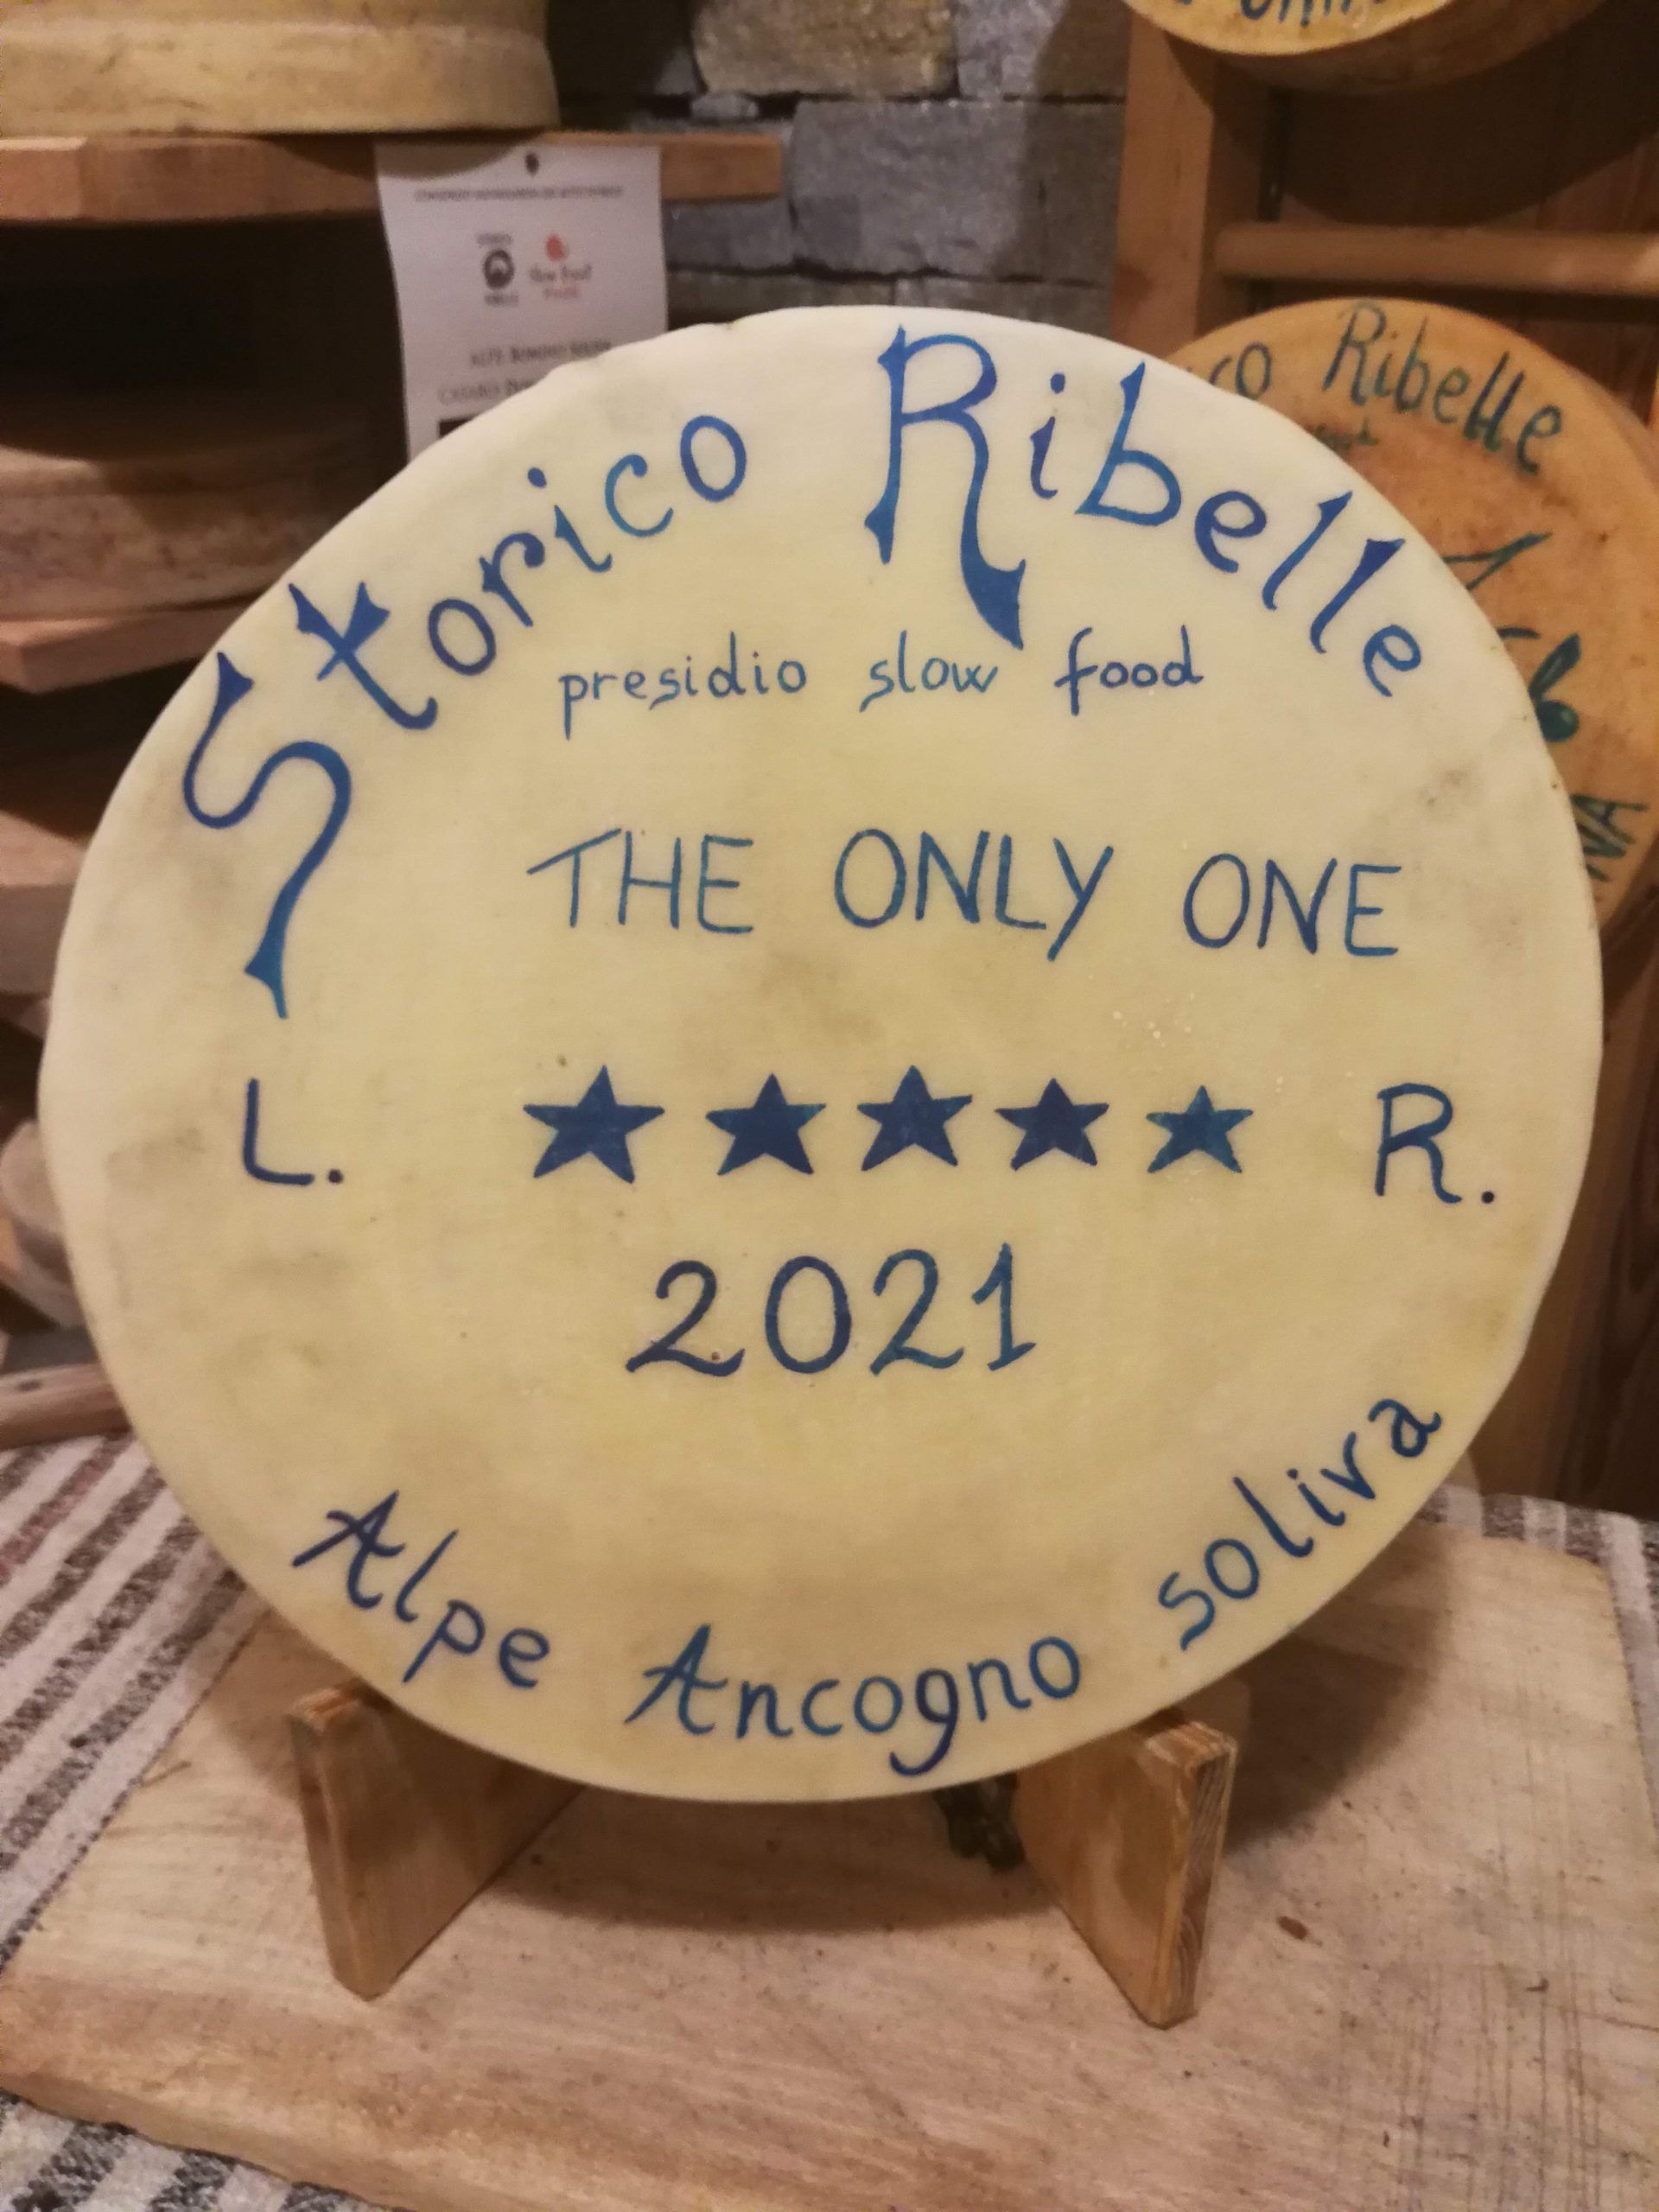 Storico Ribelle
presidio slow food
THE ONLY ONE
L. ★★★★★ R.
2021
Alpe Ancogno soliva
Ribelle